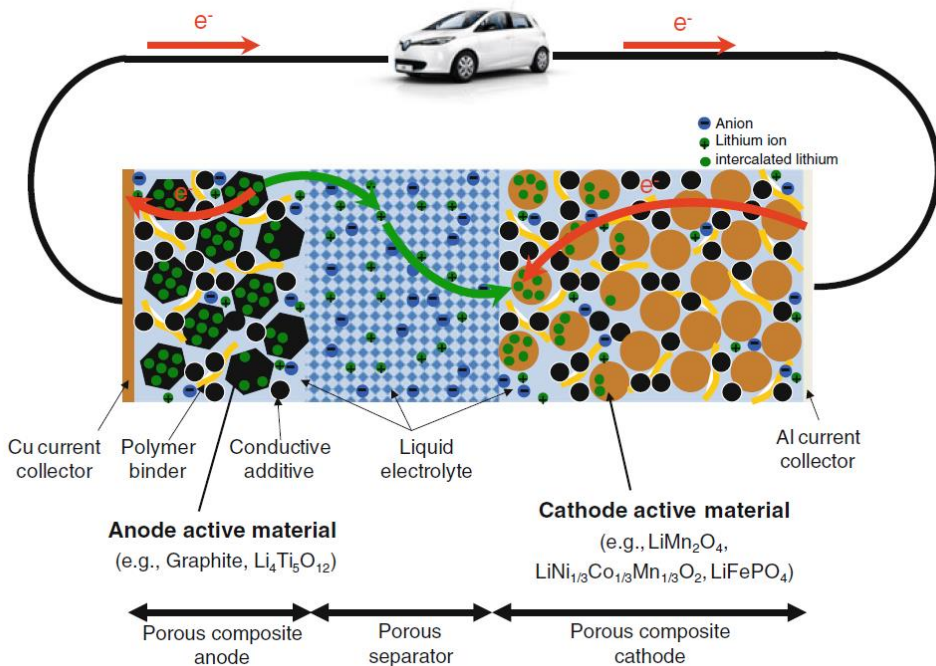 e-
e-
Anion
Lithium ion
intercalated lithium
e-
e-
Cu current
collector
Polymer
binder
Conductive
additive
Liquid
electrolyte
Al current
collector
Anode active material
(e.g., Graphite, Li₄Ti₅O₁₂)
Cathode active material
(e.g., LiMn₂O₄,
LiNi₁/₃Co₁/₃Mn₁/₃O₂, LiFePO₄)
Porous composite
anode
Porous
separator
Porous composite
cathode